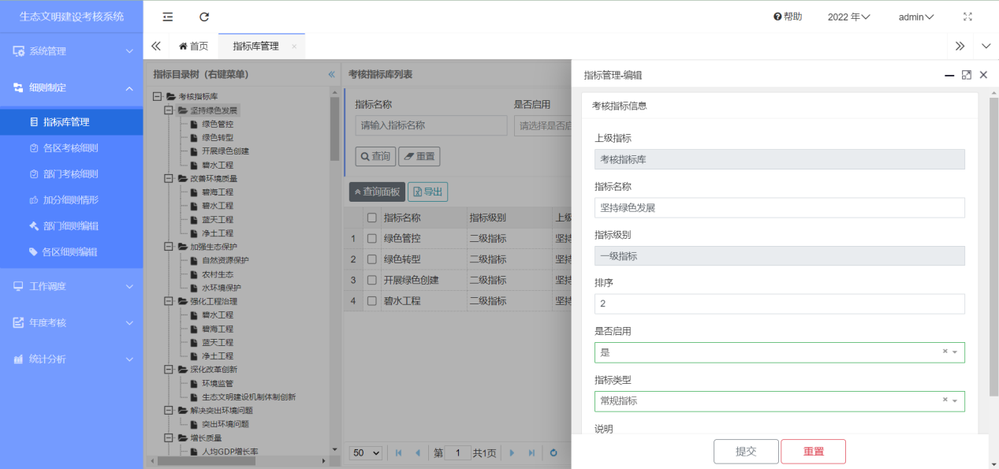 生态文明建设考核系统
帮助
2022 年
admin
首页
指标库管理
系统管理
细则制定
指标库管理
各区考核细则
部门考核细则
加分细则情形
部门细则编辑
各区细则编辑
工作调度
年度考核
统计分析
指标目录树（右键菜单）
考核指标库
坚持绿色发展
绿色管控
绿色转型
开展绿色创建
碧水工程
改善环境质量
碧海工程
碧水工程
蓝天工程
净土工程
加强生态保护
自然资源保护
农村生态
水环境保护
强化工程治理
碧水工程
碧海工程
蓝天工程
净土工程
深化改革创新
环境监管
生态文明建设机制体制创新
解决突出环境问题
突出环境问题
增长质量
人均GDP增长率
考核指标库列表
指标名称
是否启用
请输入指标名称
请选择是否启
查询
重置
查询面板
导出
指标名称 指标级别 上级
1 绿色管控 二级指标 坚持
2 绿色转型 二级指标 坚持
3 开展绿色创建 二级指标 坚持
4 碧水工程 二级指标 坚持
50 第 1 共1页
指标管理-编辑
考核指标信息
上级指标
考核指标库
指标名称
坚持绿色发展
指标级别
一级指标
排序
2
是否启用
是
指标类型
常规指标
说明
提交
重置